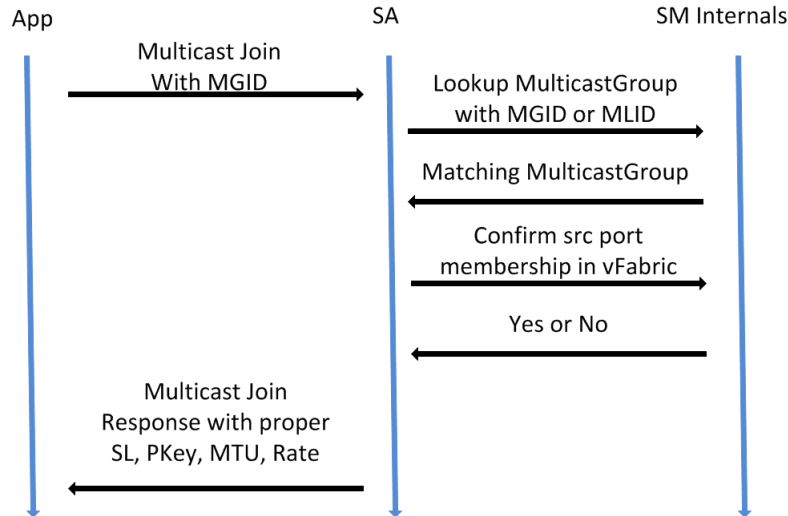 App
SA
SM Internals
Multicast Join
With MGID
Lookup MulticastGroup
with MGID or MLID
Matching MulticastGroup
Confirm src port
membership in vFabric
Yes or No
Multicast Join
Response with proper
SL, PKey, MTU, Rate